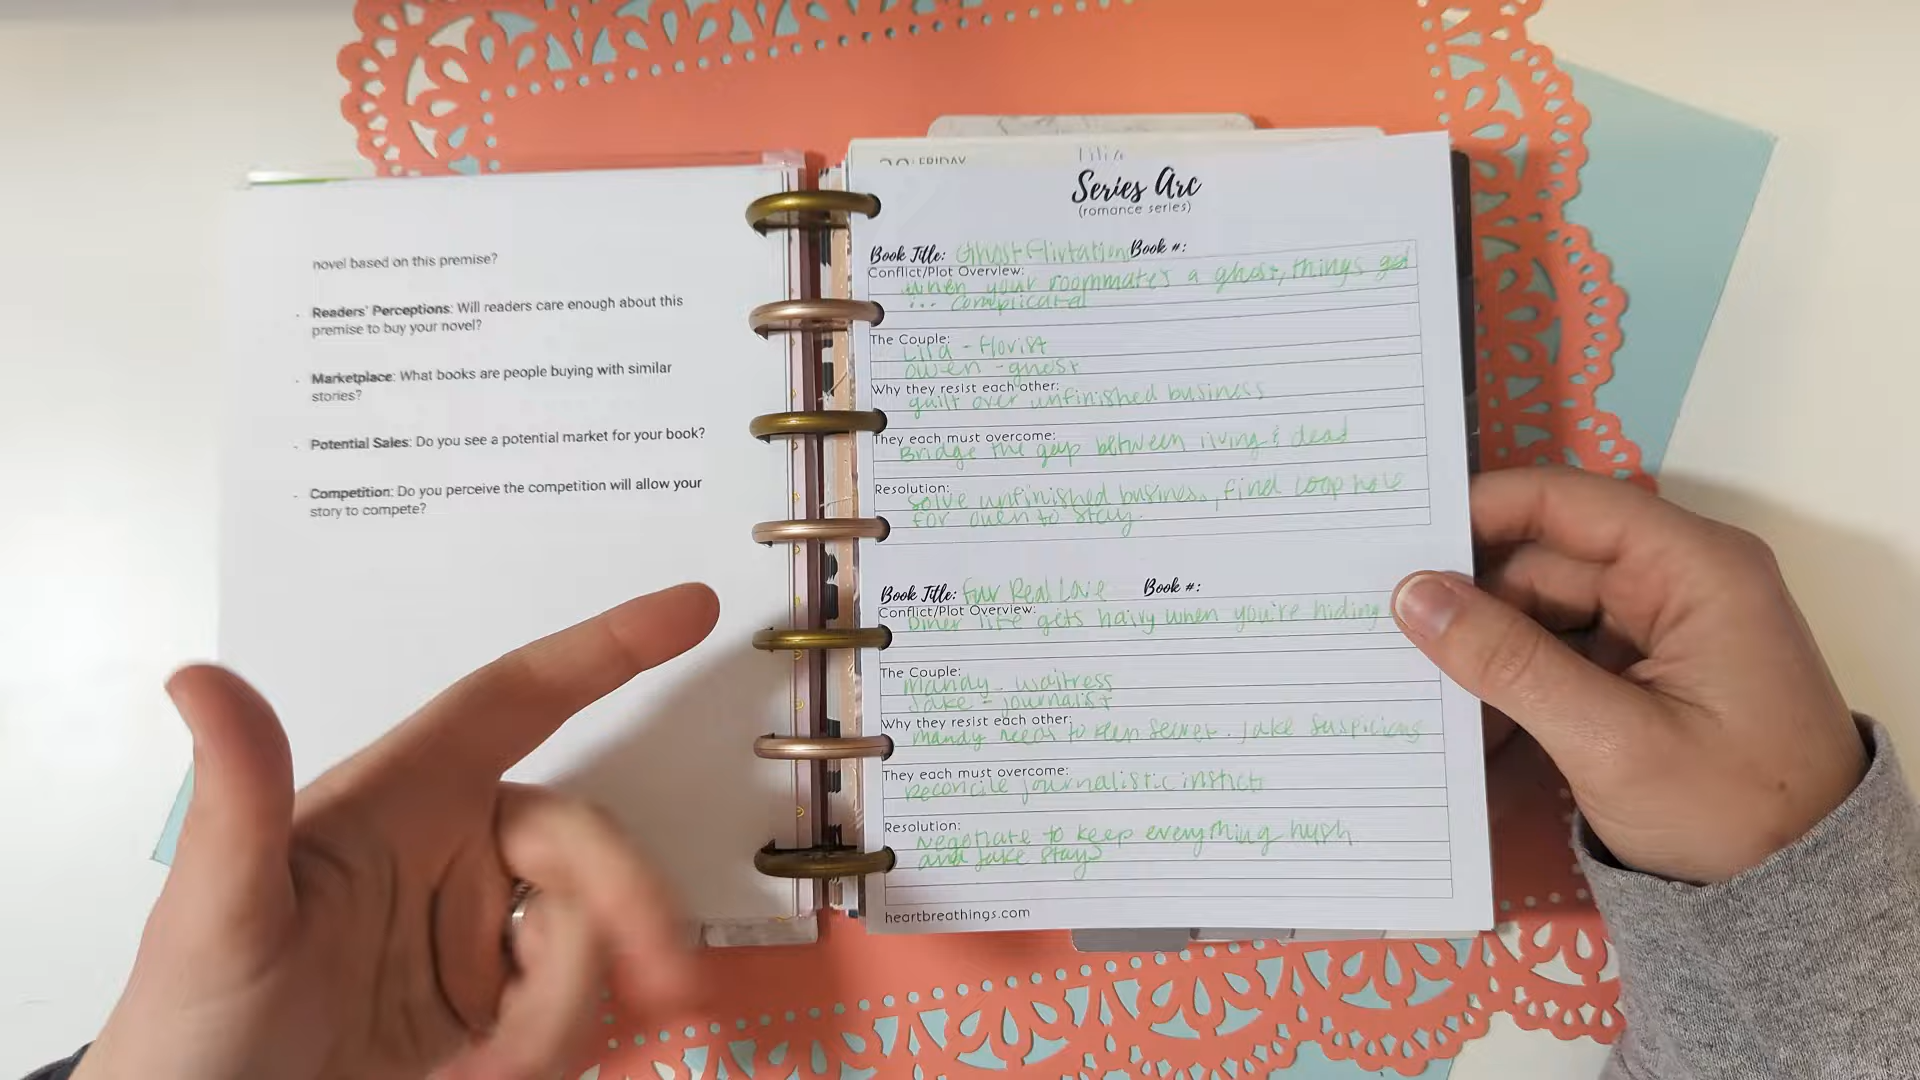 novel based on this premise?
Readers' Perceptions: Will readers care enough about this
premise to buy your novel?
Marketplace: What books are people buying with similar
stories?
Potential Sales: Do you see a potential market for your book?
Competition: Do you perceive the competition will allow your
story to compete?
FRIDAY
Series Arc
(romance series)
Book Title: Ghost Flirtation Book #:
Conflict/Plot Overview:
When your roommate's a ghost, things get
... complicated
The Couple:
Lila - florist
Owen - ghost
Why they resist each other:
guilt over unfinished business
They each must overcome:
Bridge the gap between living & dead
Resolution:
Solve unfinished business, find loophole
for Owen to stay
Book Title: Fur Real Love Book #:
Conflict/Plot Overview:
Diner life gets hairy when you're hiding
The Couple:
Mandy - waitress
Jake - journalist
Why they resist each other:
Mandy needs to keep secret. Jake suspicious
They each must overcome:
Reconcile journalistic
Resolution:
Negotiate to keep everything hush
and Jake stays
heartbreathings.com